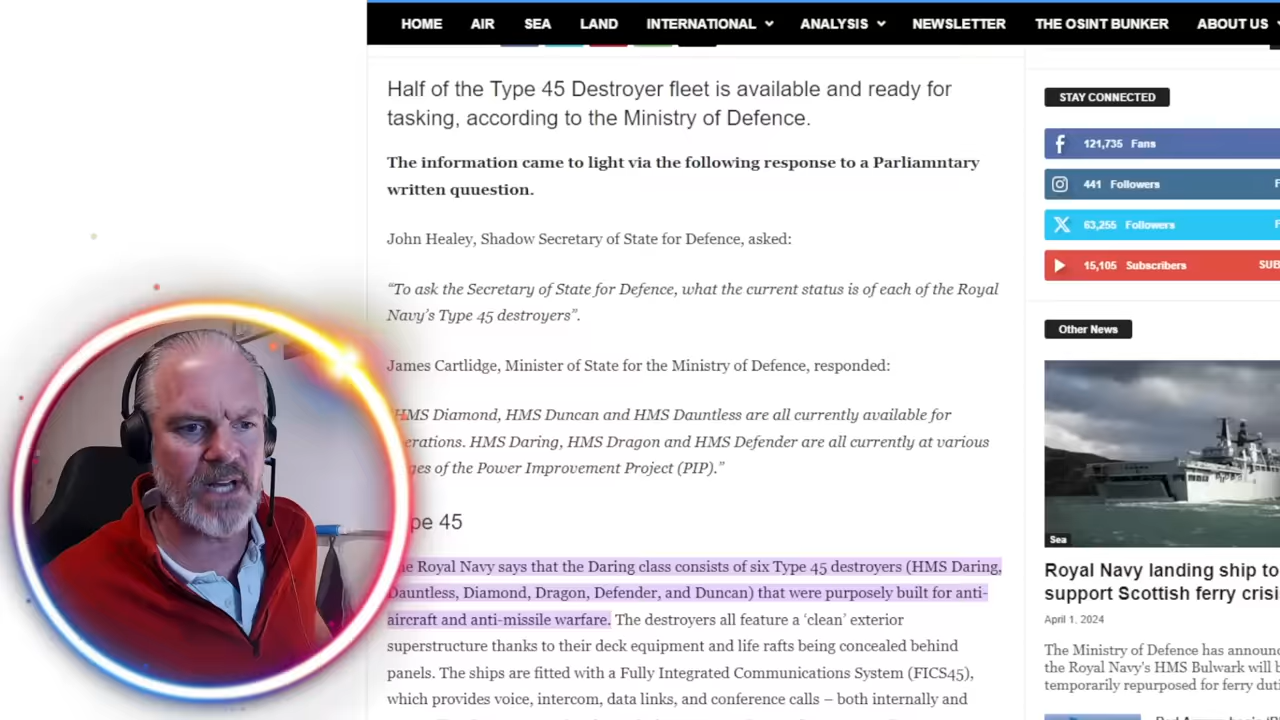 HOME AIR SEA LAND INTERNATIONAL ANALYSIS NEWSLETTER THE OSINT BUNKER ABOUT US
Half of the Type 45 Destroyer fleet is available and ready for
tasking, according to the Ministry of Defence.
The information came to light via the following response to a Parliamntary
written quuestion.
John Healey, Shadow Secretary of State for Defence, asked:
“To ask the Secretary of State for Defence, what the current status is of each of the Royal
Navy’s Type 45 destroyers”.
James Cartlidge, Minister of State for the Ministry of Defence, responded:
HMS Diamond, HMS Duncan and HMS Dauntless are all currently available for
erations. HMS Daring, HMS Dragon and HMS Defender are all currently at various
ges of the Power Improvement Project (PIP).”
pe 45
e Royal Navy says that the Daring class consists of six Type 45 destroyers (HMS Daring,
Dauntless, Diamond, Dragon, Defender, and Duncan) that were purposely built for anti-
aircraft and anti-missile warfare. The destroyers all feature a ‘clean’ exterior
superstructure thanks to their deck equipment and life rafts being concealed behind
panels. The ships are fitted with a Fully Integrated Communications System (FICS45),
which provides voice, intercom, data links, and conference calls – both internally and
STAY CONNECTED
121,735 Fans
441 Followers F
63,255 Followers F
15,105 Subscribers SUB
Other News
Sea
Royal Navy landing ship to
support Scottish ferry crisi
April 1, 2024
The Ministry of Defence has announc
the Royal Navy’s HMS Bulwark will b
temporarily repurposed for ferry duti